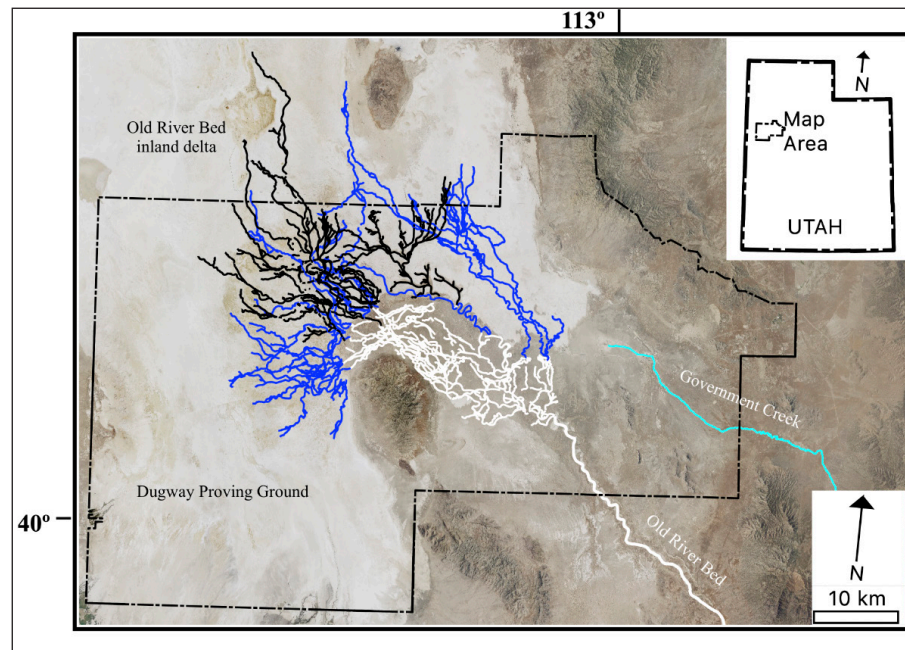 113º
N
Map
Area
UTAH
Old River Bed
inland delta
Government Creek
Dugway Proving Ground
40º
Old River Bed
N
10 km